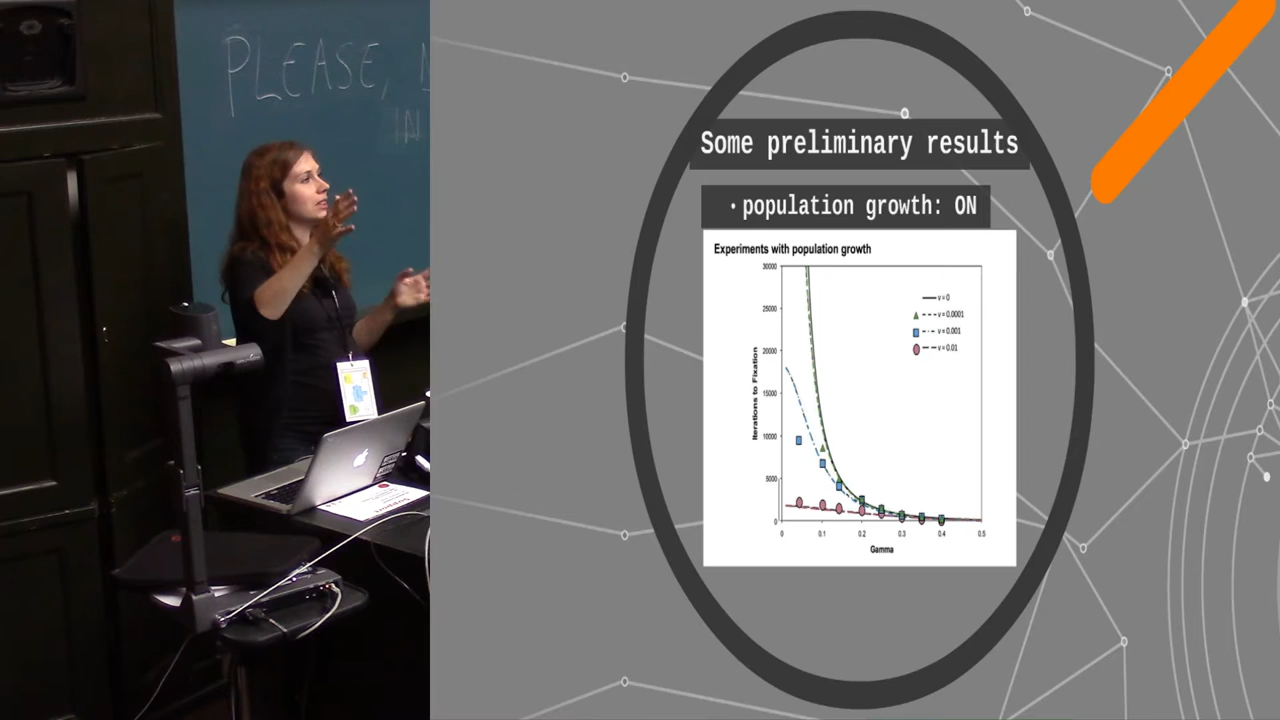 PLEASE,
IN
Some preliminary results
• population growth: ON
Experiments with population growth
30000
25000
20000
15000
10000
5000
0
Iterations to Fixation
v = 0
v = 0.0001
v = 0.001
v = 0.01
0 0.1 0.2 0.3 0.4 0.5
Gamma